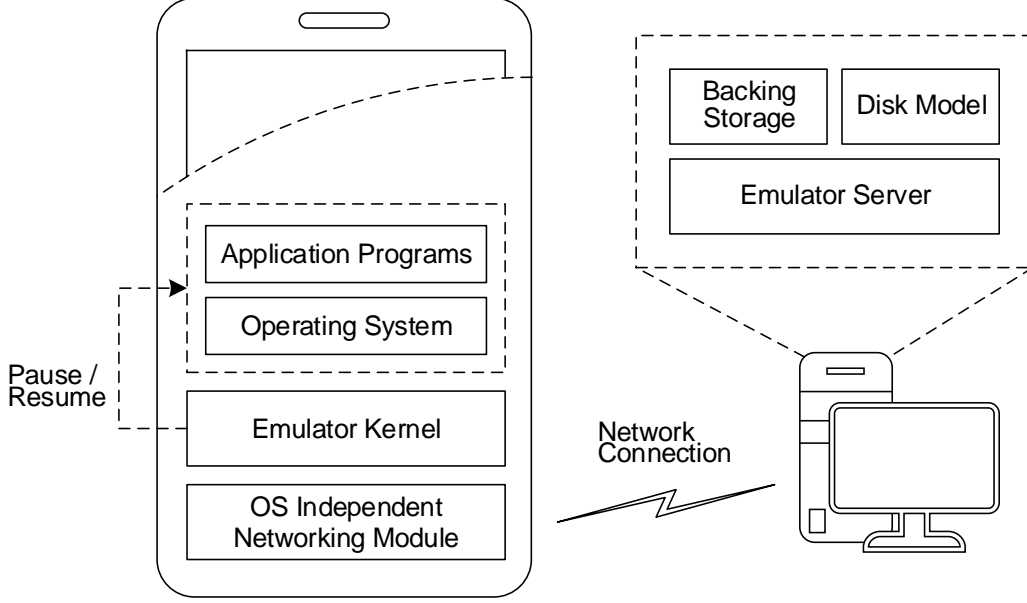 Backing
Storage
Disk Model
Emulator Server
Application Programs
Operating System
Pause /
Resume
Emulator Kernel
Network
Connection
OS Independent
Networking Module